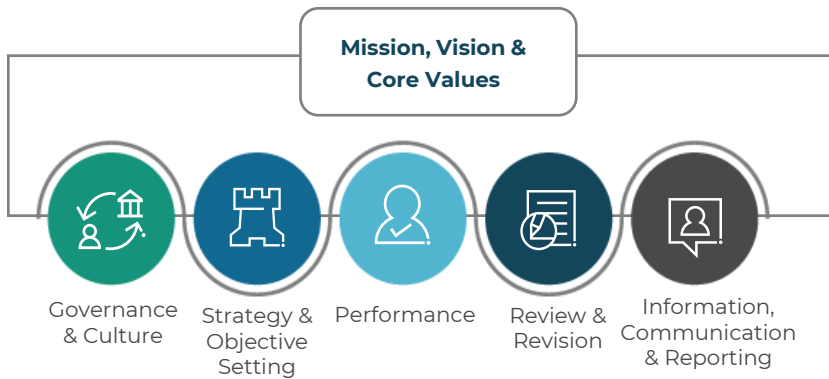 Mission, Vision &
Core Values
Governance
& Culture
Strategy &
Objective
Setting
Performance
Review &
Revision
Information,
Communication
& Reporting